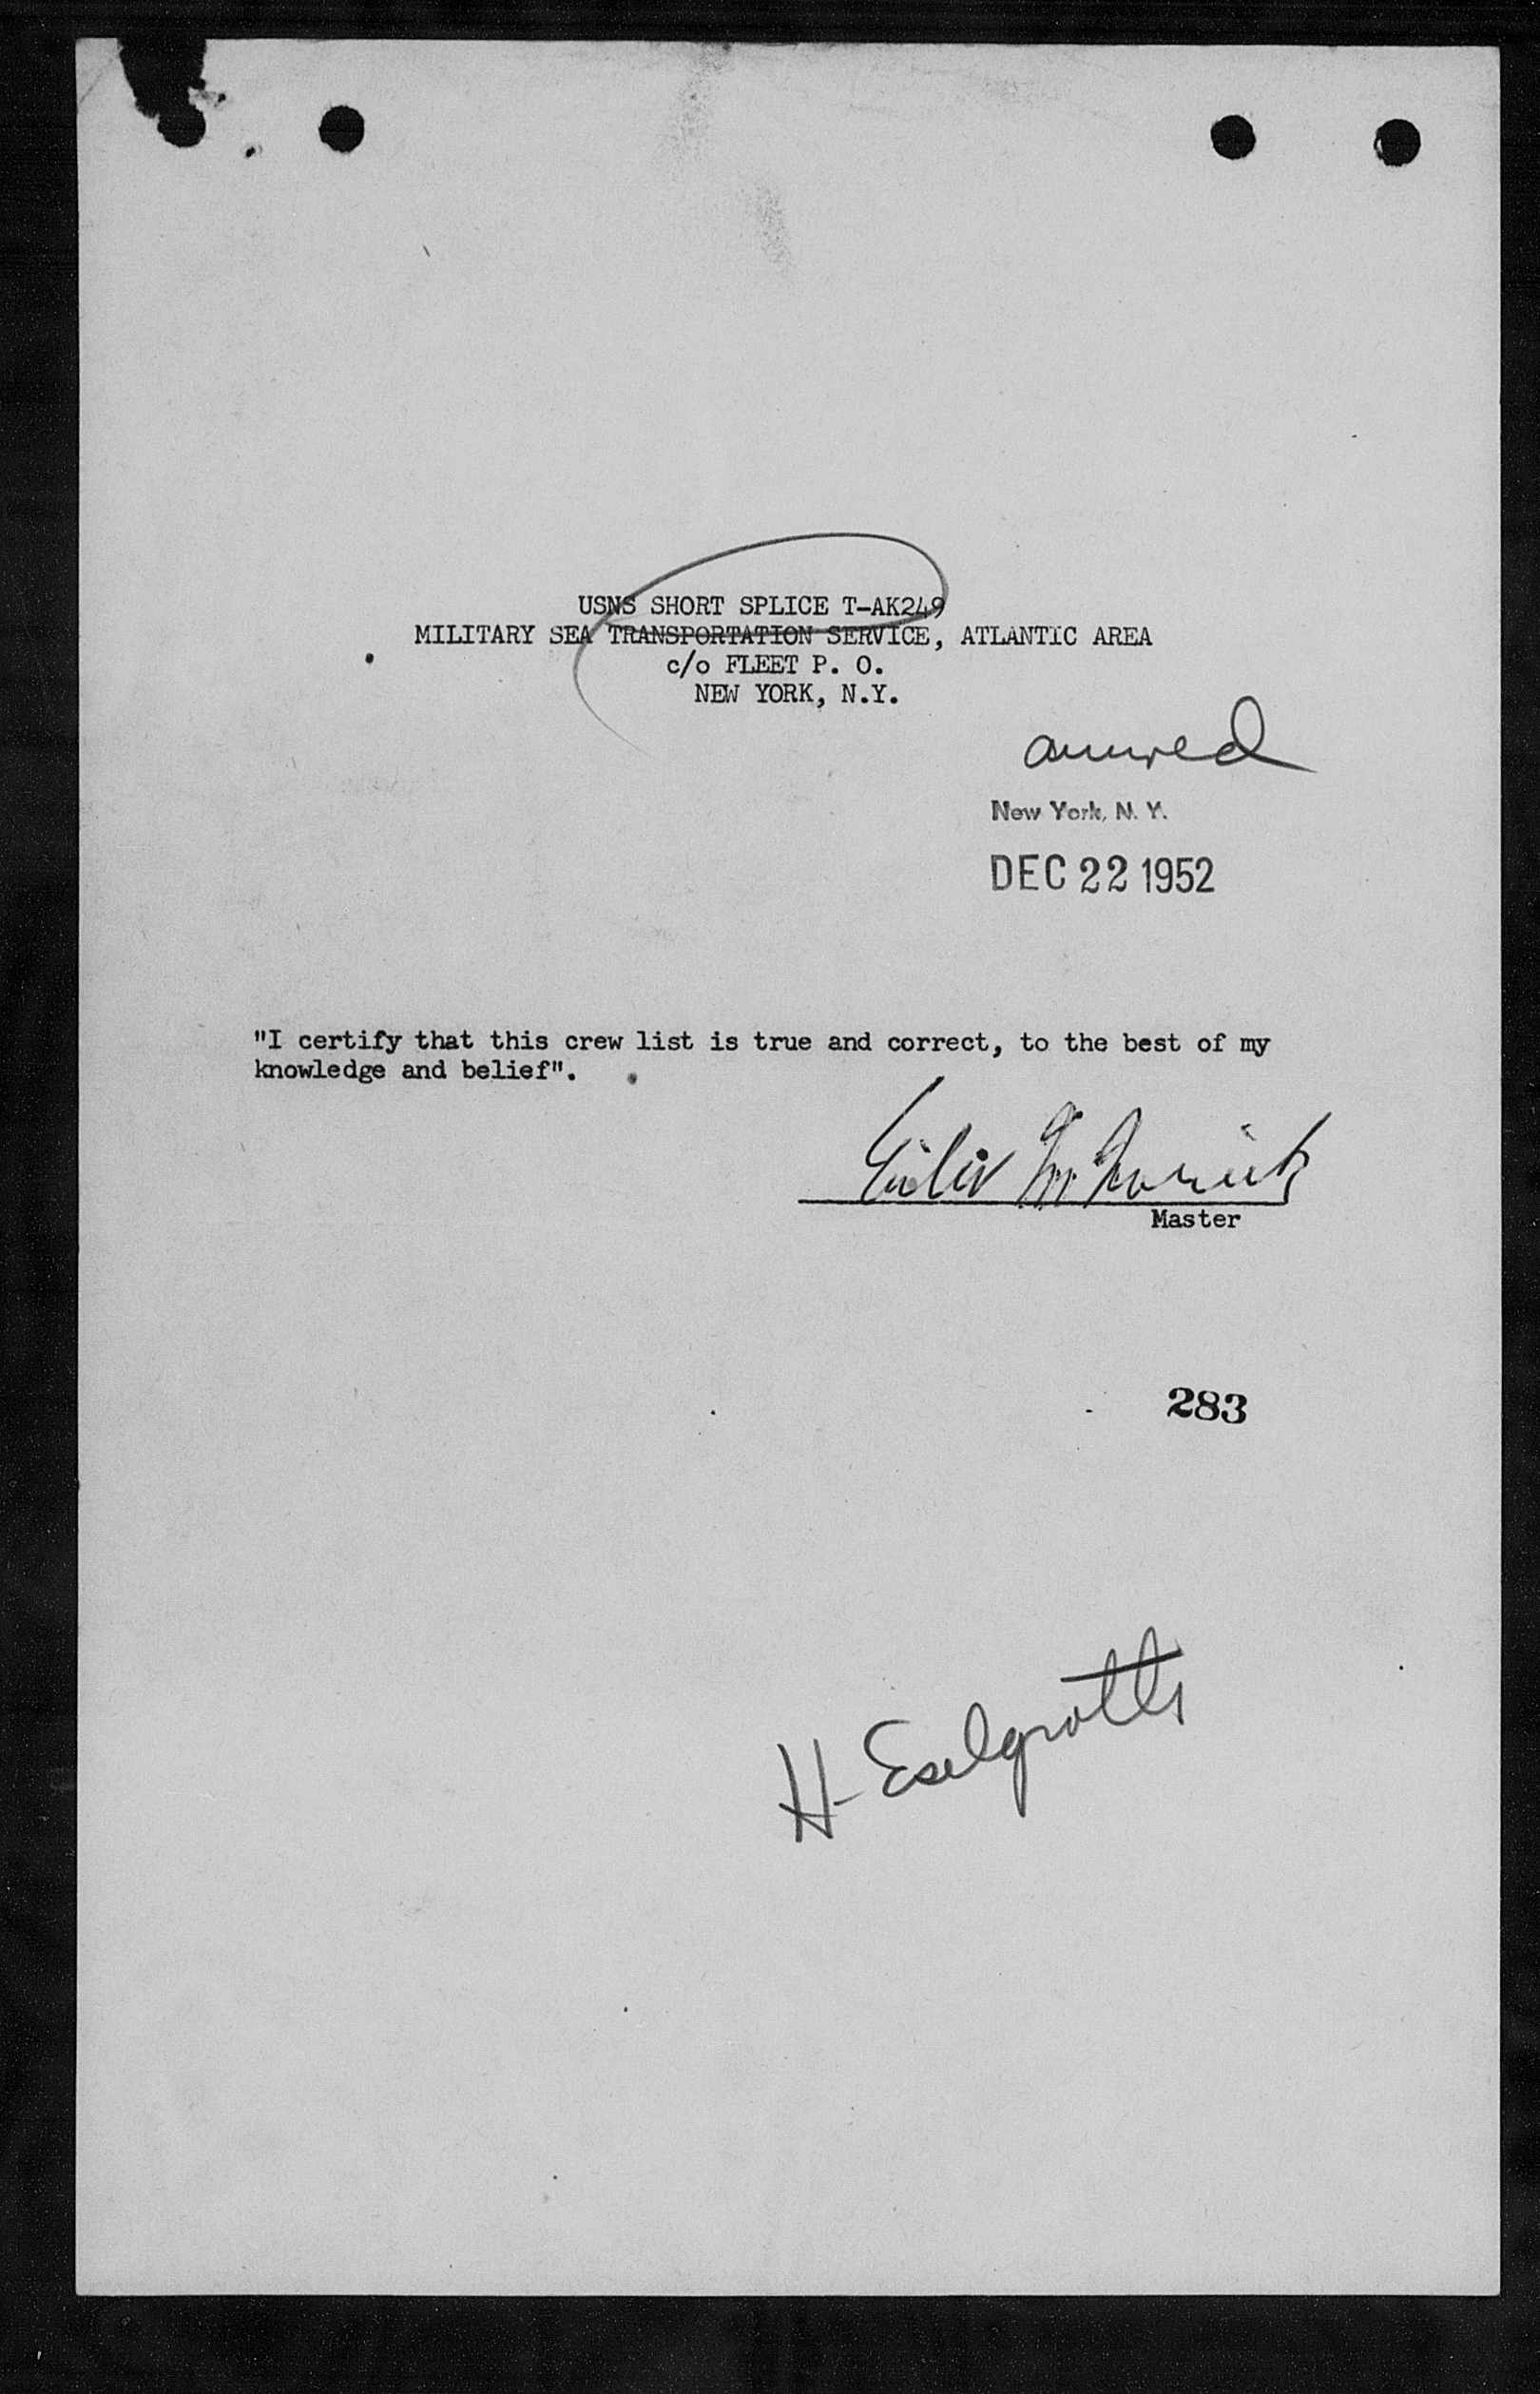 USNS SHORT SPLICE T-AK249
MILITARY SEA TRANSPORTATION SERVICE, ATLANTIC AREA
c/o FLEET P. O.
NEW YORK, N.Y.
arrived
New York, N. Y.
DEC 22 1952
"I certify that this crew list is true and correct, to the best of my
knowledge and belief".
Master
283
H-